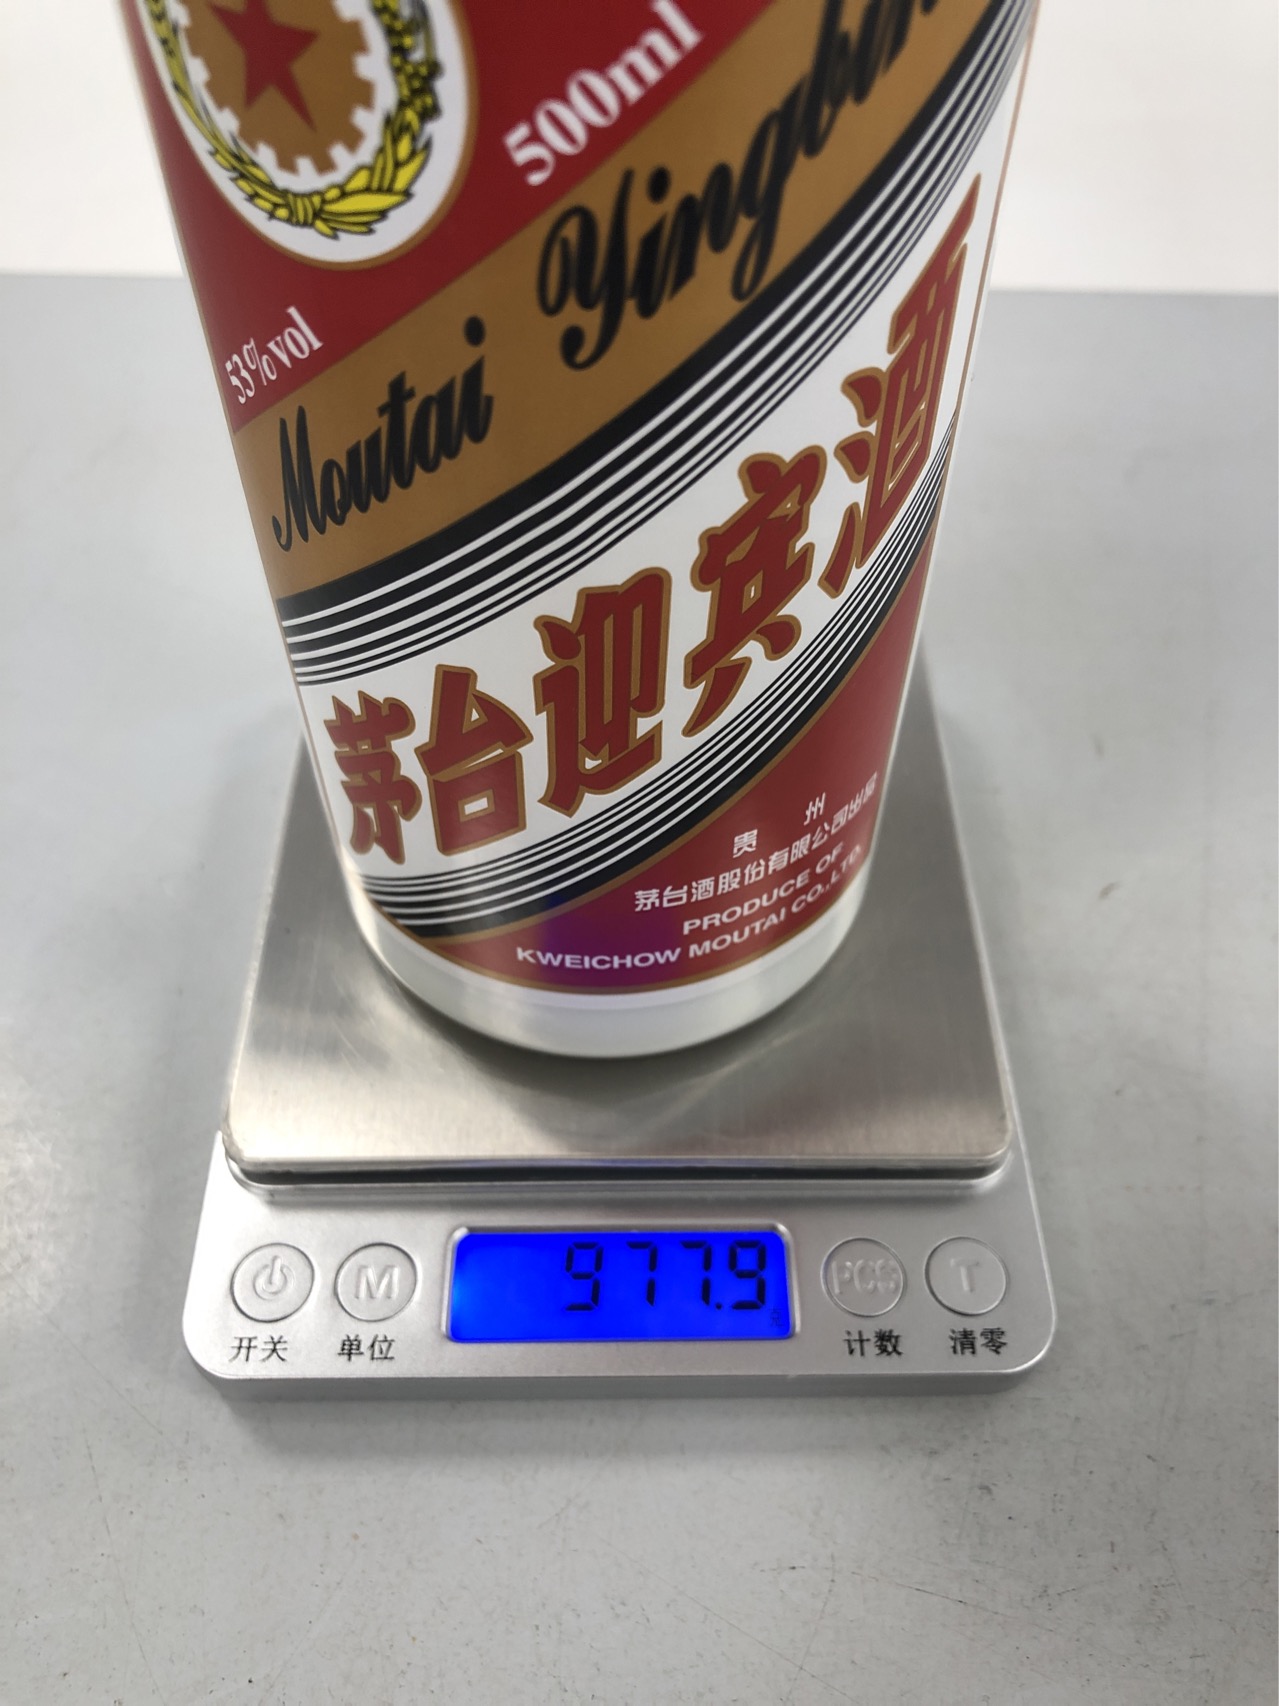 500ml
53%vol
Moutai Yingbin
茅台迎宾酒
贵州
茅台酒股份有限公司出品
PRODUCE OF
KWEICHOW MOUTAI CO.,LTD.
977.9
M
PCS
T
开关
单位
计数
清零